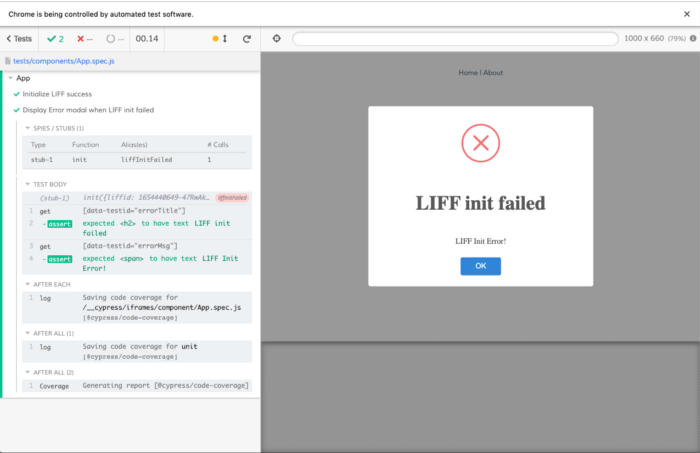 Chrome is being controlled by automated test software.
Tests 2 -- -- 00.14
1000 x 660 (79%)
tests/components/App.spec.js
App
Initialize LIFF success
Display Error modal when LIFF init failed
SPIES / STUBS (1)
Type Function Alias(es) # Calls
stub-1 init liffInitFailed 1
TEST BODY
(stub-1) init({liffId: 1654440649-47RwAk… liffInitFailed
1 get [data-testid="errorTitle"]
2 - assert expected <h2> to have text LIFF init
failed
3 get [data-testid="errorMsg"]
4 - assert expected <span> to have text LIFF Init
Error!
AFTER EACH
1 log Saving code coverage for
/__cypress/iframes/component/App.spec.js
[@cypress/code-coverage]
AFTER ALL (1)
1 log Saving code coverage for unit
[@cypress/code-coverage]
AFTER ALL (2)
1 Coverage Generating report [@cypress/code-coverage]
Home | About
LIFF init failed
LIFF Init Error!
OK